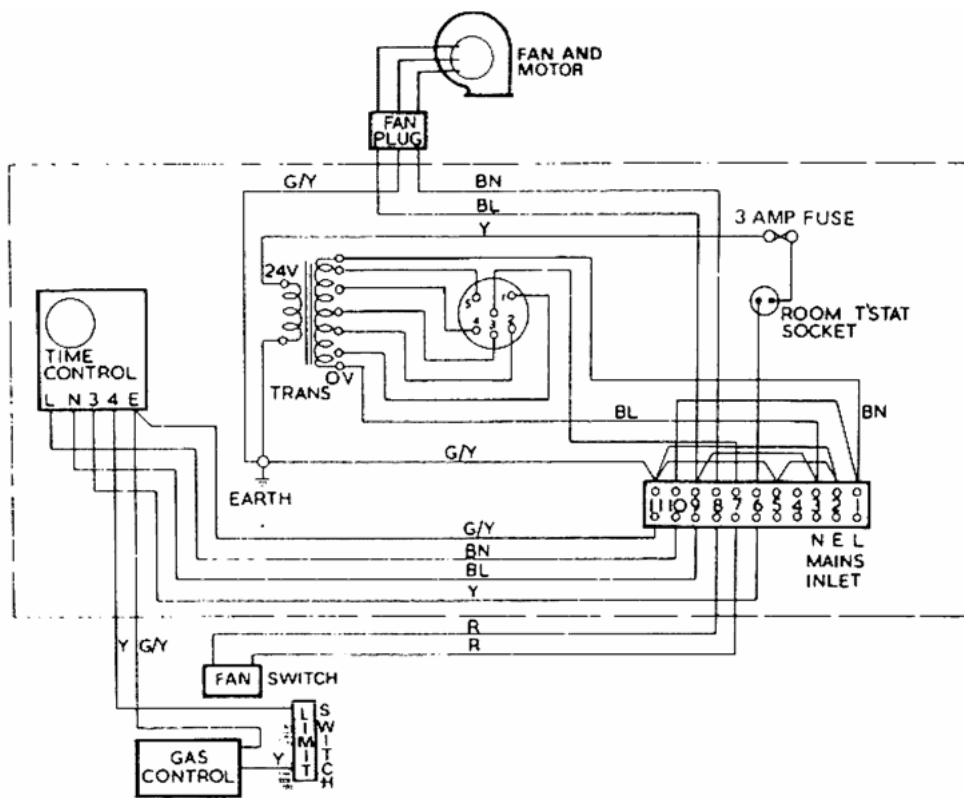 FAN AND
MOTOR
FAN
PLUG
G/Y
BN
BL
Y
3 AMP FUSE
24V
5
1
4
3
2
ROOM T'STAT
SOCKET
TIME
CONTROL
L N 3 4 E
TRANS
0V
BL
BN
G/Y
EARTH
11 10 9 8 7 6 5 4 3 2 1
N E L
MAINS
INLET
G/Y
BN
BL
Y
R
R
Y G/Y
FAN SWITCH
LIMIT
SWITCH
GAS
CONTROL
Y